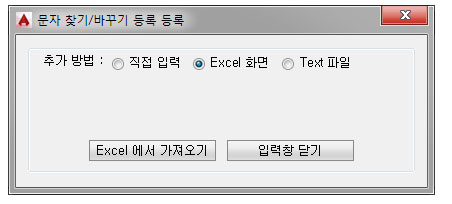 문자 찾기/바꾸기 등록 등록
추가 방법 : 직접 입력 Excel 화면 Text 파일
Excel 에서 가져오기 입력창 닫기